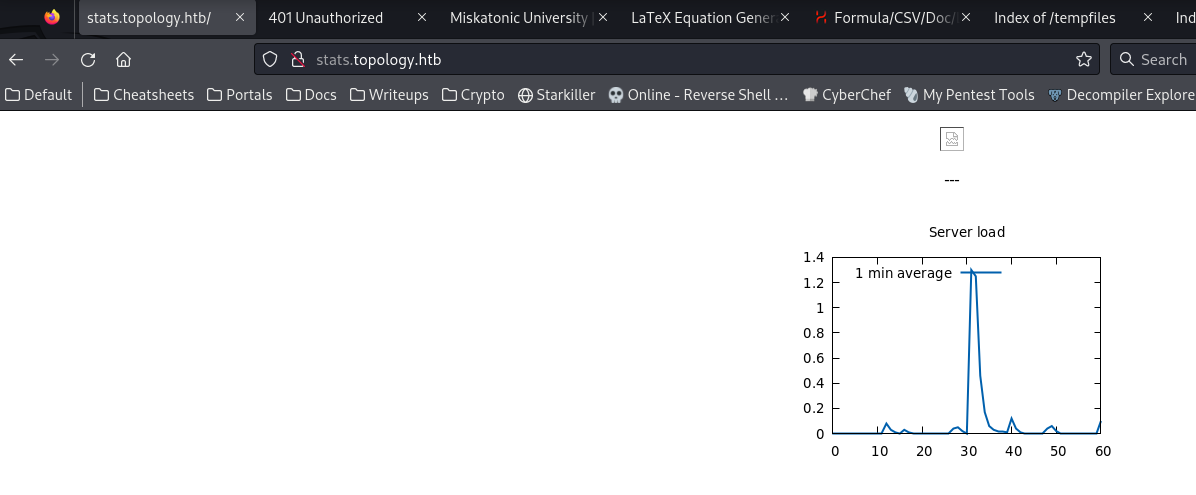 stats.topology.htb/ 401 Unauthorized Miskatonic University LaTeX Equation Gener Formula/CSV/Doc/ Index of /tempfiles Ind
stats.topology.htb Search
Default Cheatsheets Portals Docs Writeups Crypto Starkiller Online - Reverse Shell ... CyberChef My Pentest Tools Decompiler Explore
---
Server load
1.4
1 min average
1.2
1
0.8
0.6
0.4
0.2
0
0 10 20 30 40 50 60